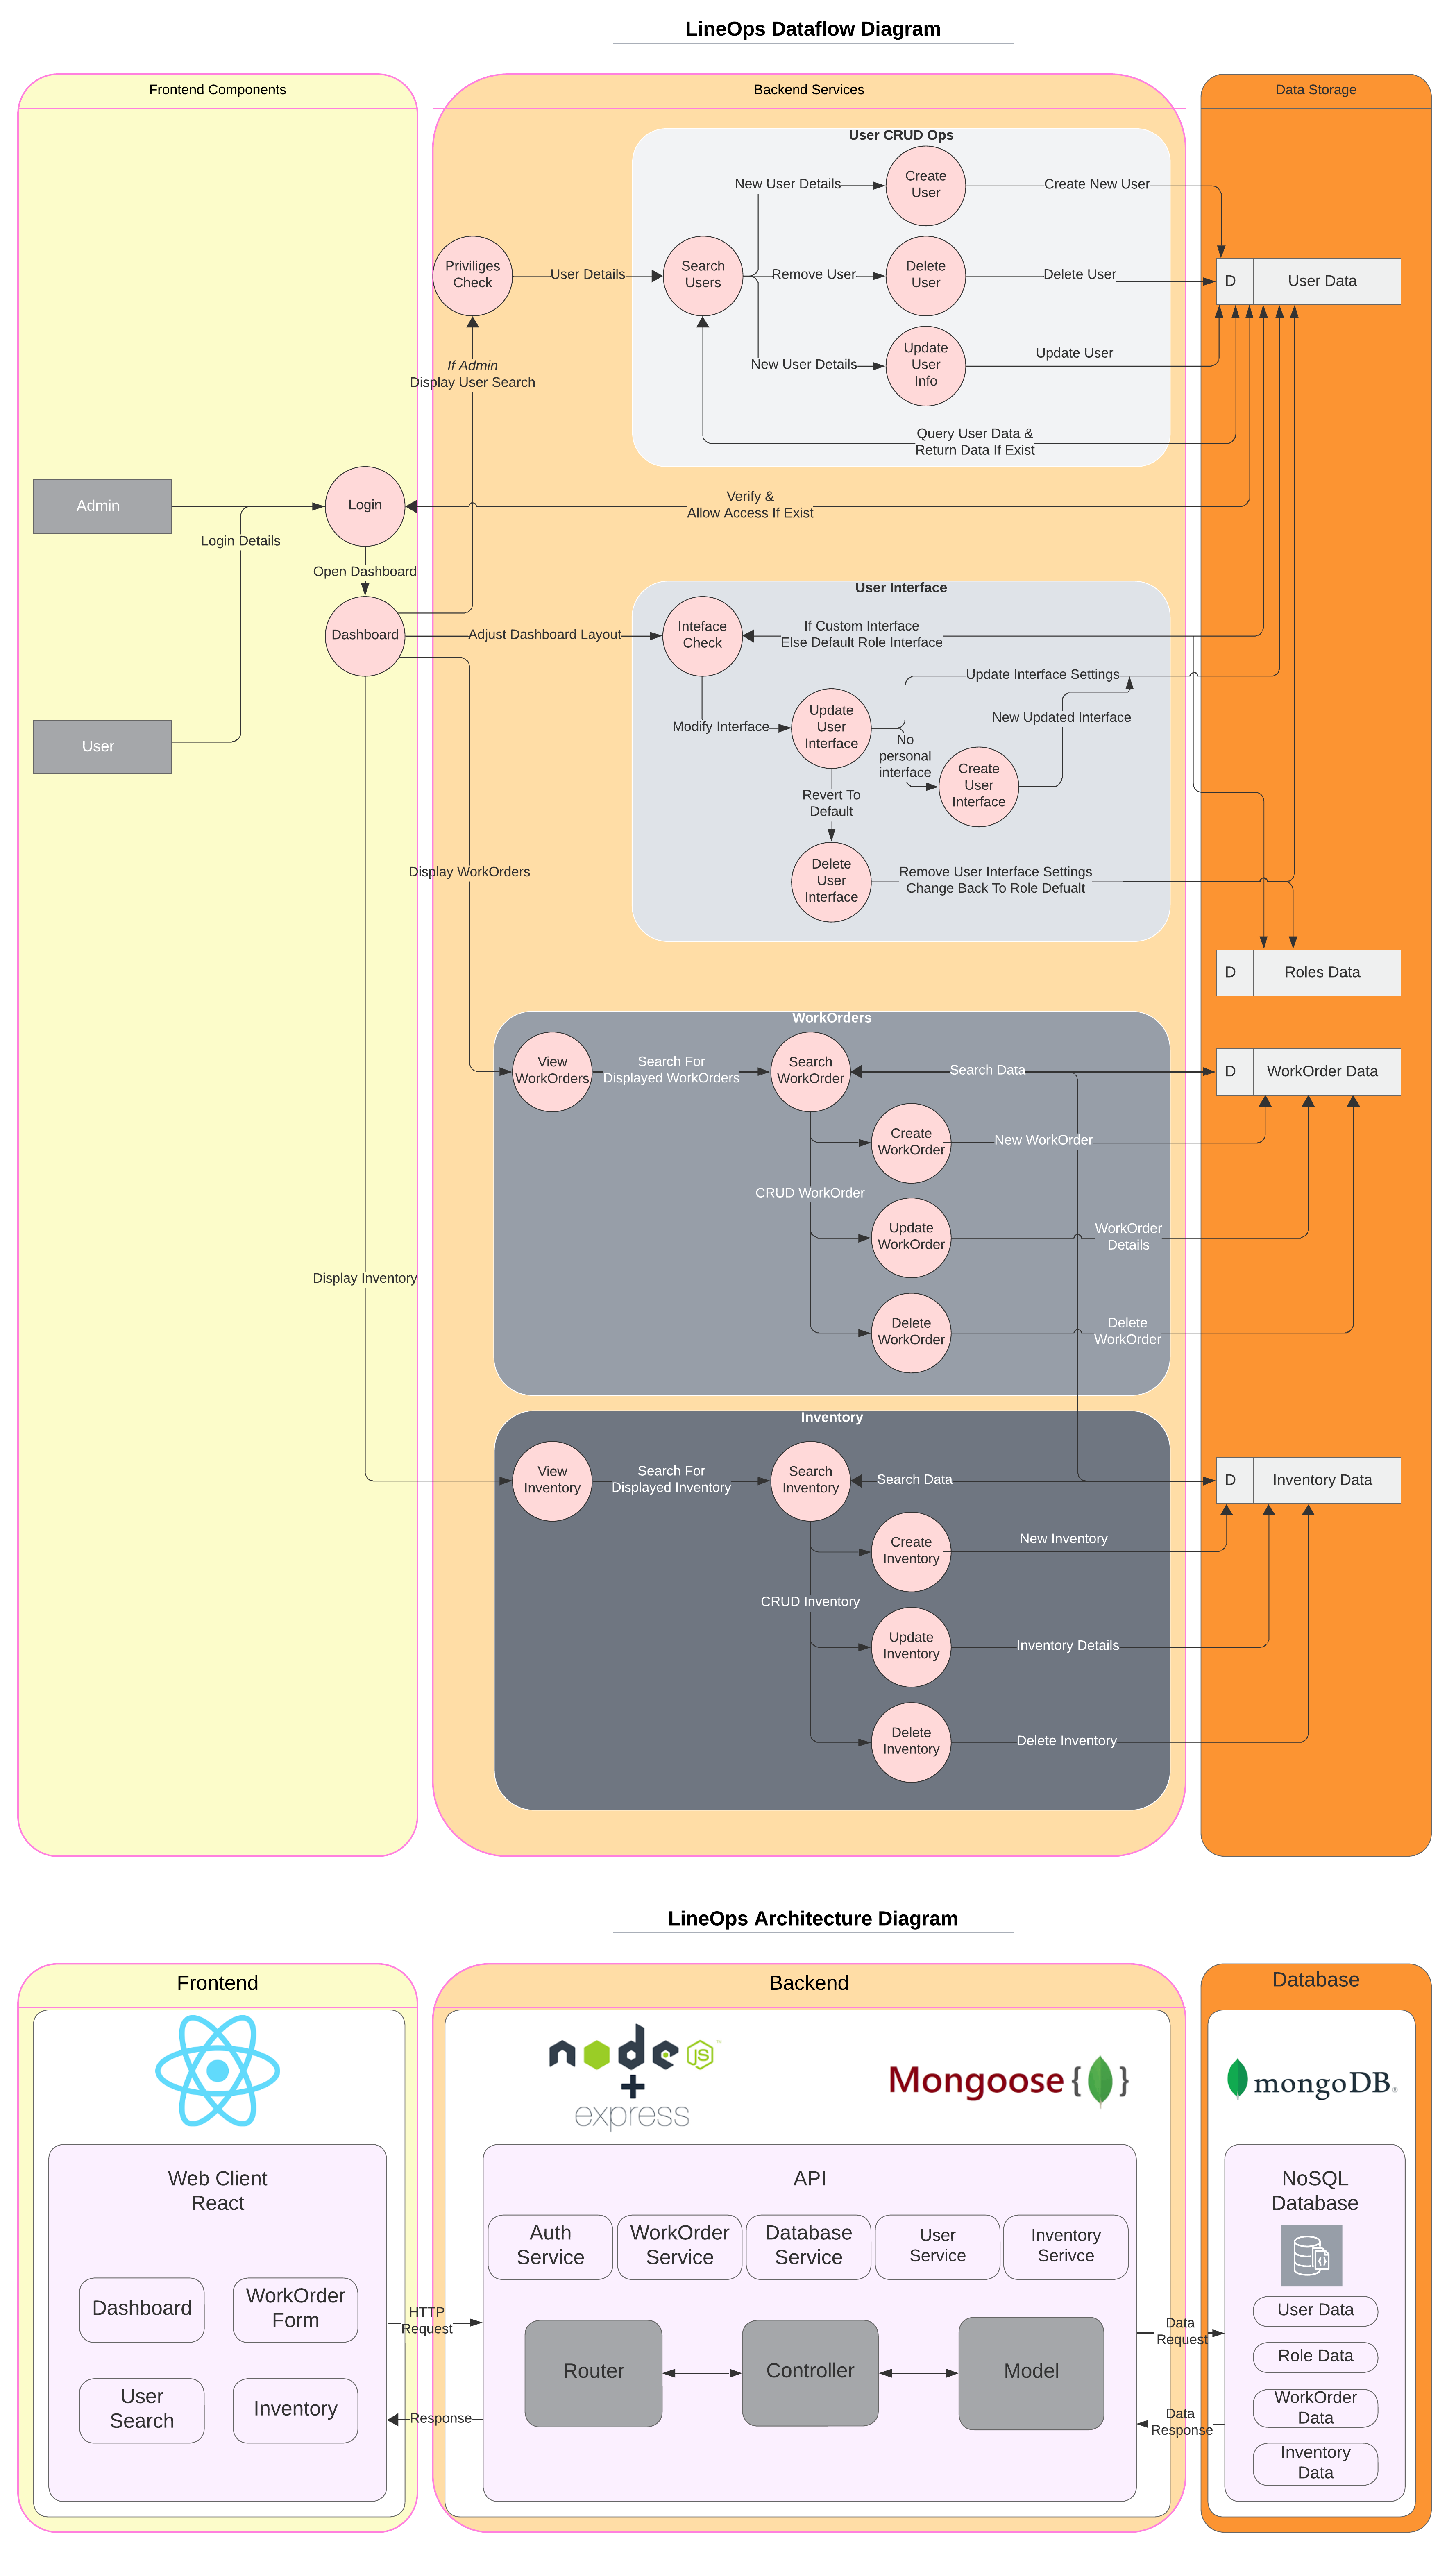 LineOps Dataflow Diagram
Frontend Components
Backend Services
Data Storage
User CRUD Ops
New User Details
Create
User
Create New User
Priviliges
Check
User Details
Search
Users
Remove User
Delete
User
Delete User
D
User Data
New User Details
Update
User
Info
Update User
If Admin
Display User Search
Query User Data &
Return Data If Exist
Admin
Login
Verify &
Allow Access If Exist
Login Details
Open Dashboard
User Interface
Dashboard
Adjust Dashboard Layout
Inteface
Check
If Custom Interface
Else Default Role Interface
Update Interface Settings
User
Modify Interface
Update
User
Interface
New Updated Interface
No
personal
interface
Create
User
Interface
Revert To
Default
Display WorkOrders
Delete
User
Interface
Remove User Interface Settings
Change Back To Role Defualt
D
Roles Data
WorkOrders
View
WorkOrders
Search For
Displayed WorkOrders
Search
WorkOrder
Search Data
D
WorkOrder Data
Create
WorkOrder
New WorkOrder
CRUD WorkOrder
Update
WorkOrder
WorkOrder
Details
Display Inventory
Delete
WorkOrder
Delete
WorkOrder
Inventory
View
Inventory
Search For
Displayed Inventory
Search
Inventory
Search Data
D
Inventory Data
Create
Inventory
New Inventory
CRUD Inventory
Update
Inventory
Inventory Details
Delete
Inventory
Delete Inventory
LineOps Architecture Diagram
Frontend
Backend
Database
node
JS
™
+
express
Mongoose {}
mongoDB®
Web Client
React
API
NoSQL
Database
Auth
Service
WorkOrder
Service
Database
Service
User
Service
Inventory
Serivce
Dashboard
WorkOrder
Form
User
Search
Inventory
HTTP
Request
Response
Router
Controller
Model
Data
Request
Data
Response
User Data
Role Data
WorkOrder
Data
Inventory
Data